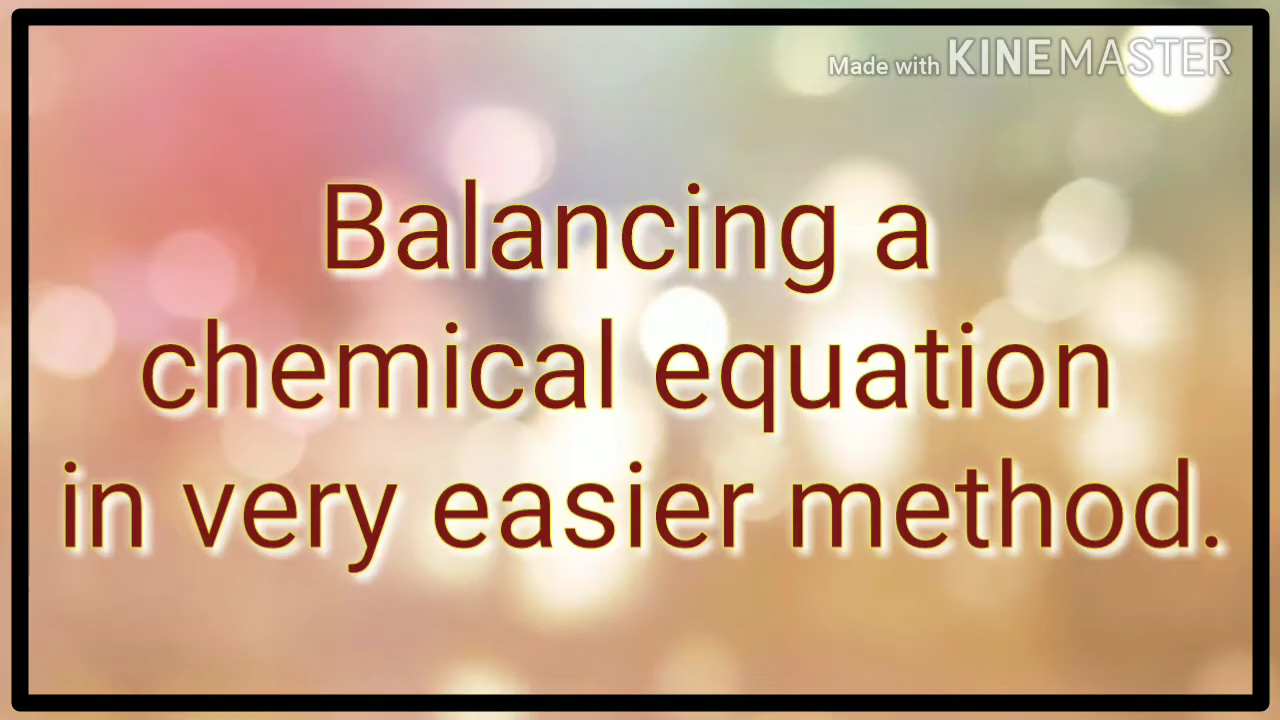 Made with KINEMASTER
Balancing a
chemical equation
in very easier method.